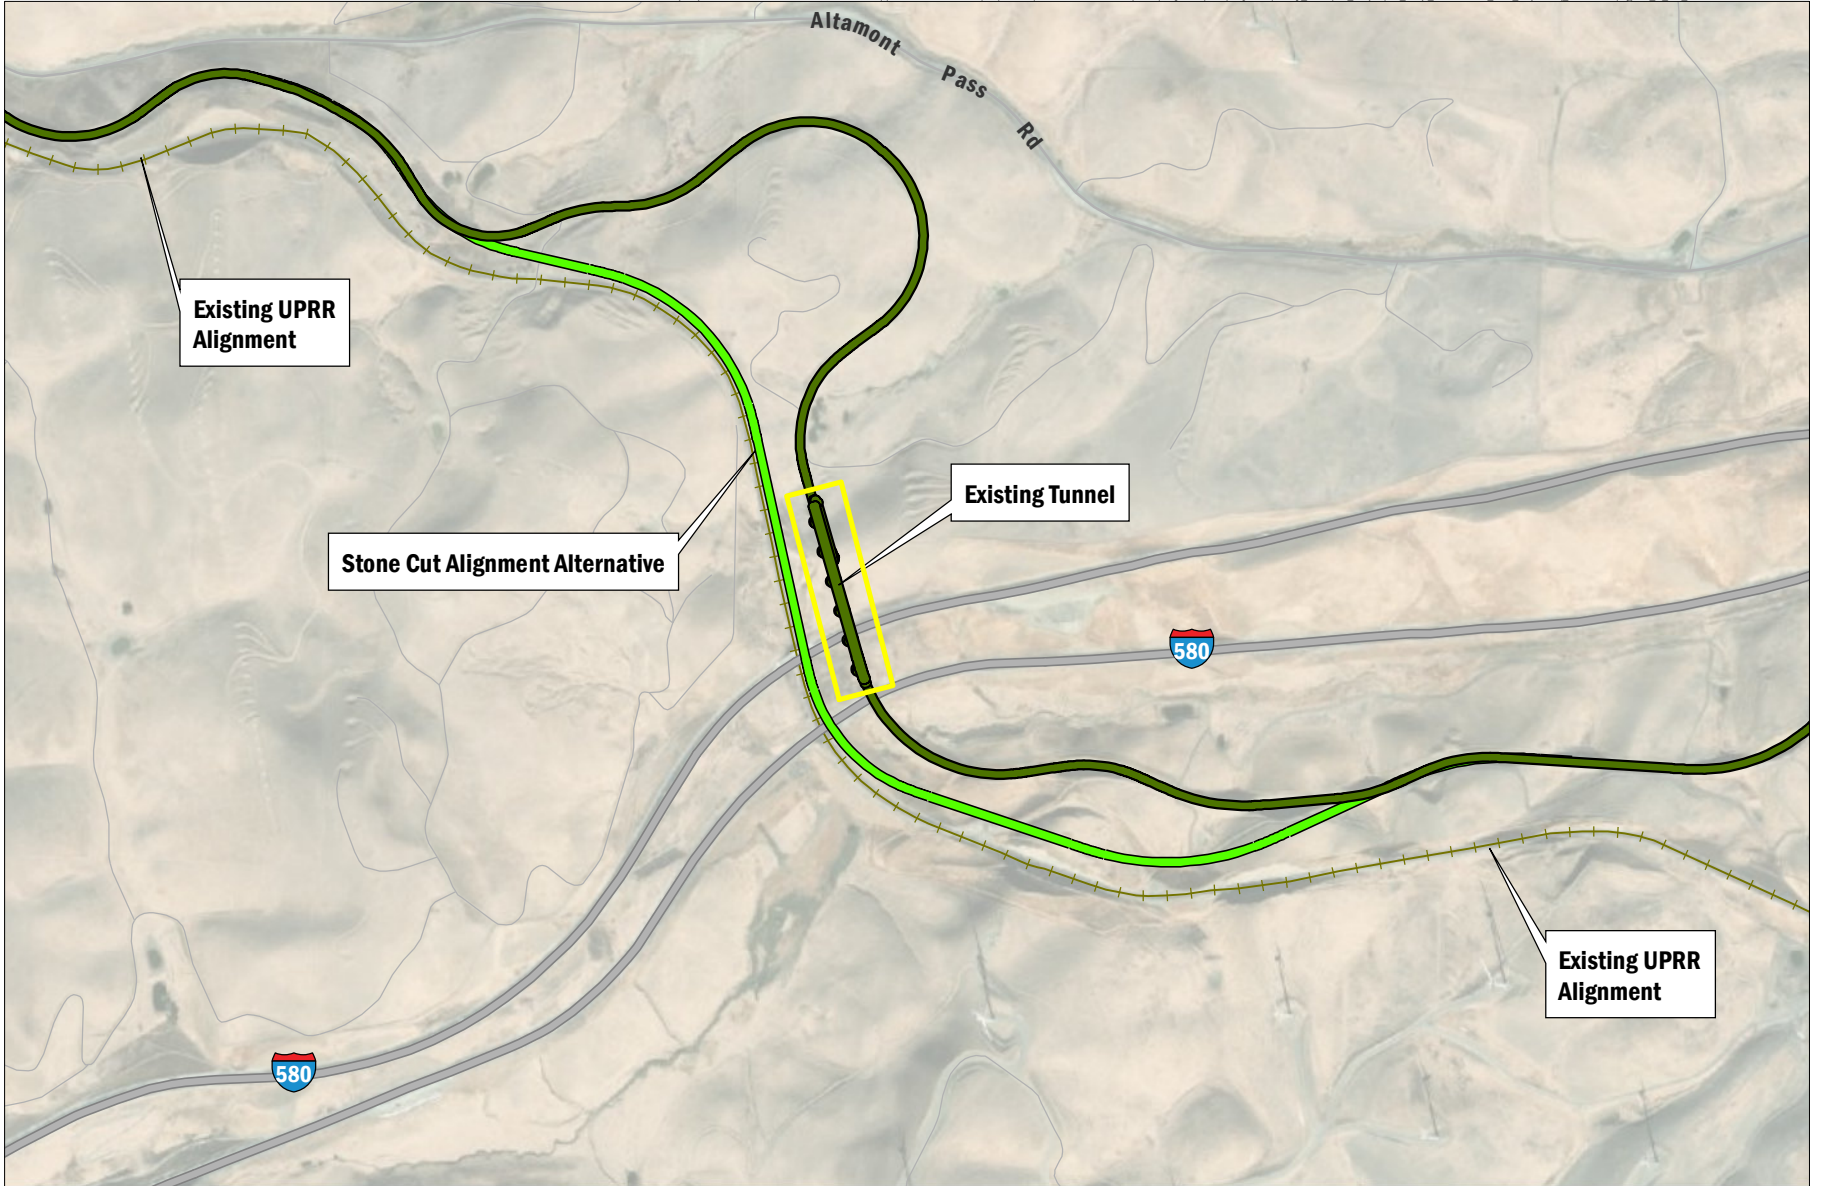 Altamont
Pass
Rd
Existing UPRR
Alignment
Existing Tunnel
Stone Cut Alignment Alternative
580
Existing UPRR
Alignment
580